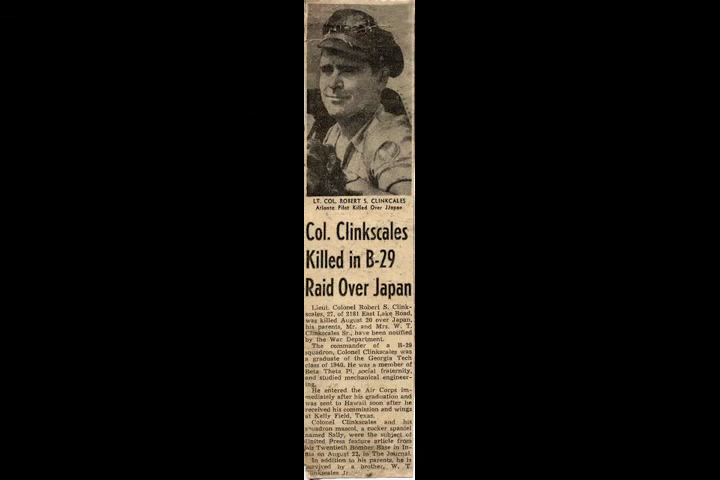 LT. COL. ROBERT S. CLINKSCALES
Atlanta Pilot Killed Over Japan
Col. Clinkscales
Killed in B-29
Raid Over Japan
Lieut. Colonel Robert S. Clink-
scales, 27, of 2181 East Lake Road,
was killed August 20 over Japan,
his parents, Mr. and Mrs. W. T.
Clinkscales Sr., have been notified
by the War Department.
The commander of a B-29
squadron, Colonel Clinkscales was
a graduate of the Georgia Tech
class of 1940. He was a member of
Beta Theta Pi, social fraternity,
and studied mechanical engineer-
ing.
He entered the Air Corps im-
mediately after his graduation and
was sent to Hawaii soon after he
received his commission and wings
at Kelly Field, Texas.
Colonel Clinkscales and his
squadron mascot, a cocker spaniel
named Sally, were the subject of
United Press feature article from
his Twentieth Bomber Base in In-
dia on August 22, in The Journal.
In addition to his parents, he is
survived by a brother, W. T.
Clinkscales Jr.